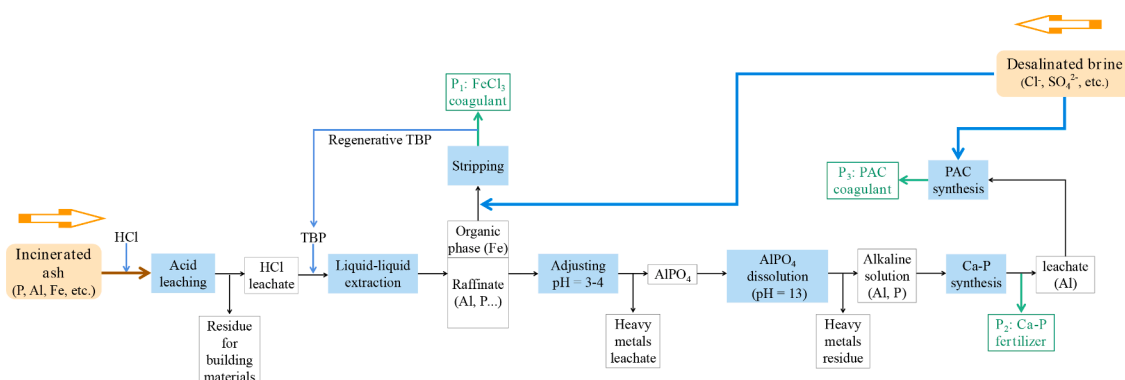 Desalinated brine
(Cl-, SO₄²⁻, etc.)
P₁: FeCl₃
coagulant
Regenerative TBP
Stripping
P₃: PAC
coagulant
PAC
synthesis
Incinerated
ash
(P, Al, Fe, etc.)
HCl
Acid
leaching
HCl
leachate
TBP
Liquid-liquid
extraction
Organic
phase (Fe)
Raffinate
(Al, P...)
Adjusting
pH = 3-4
AlPO₄
AlPO₄
dissolution
(pH = 13)
Alkaline
solution
(Al, P)
Ca-P
synthesis
leachate
(Al)
Residue
for
building
materials
Heavy
metals
leachate
Heavy
metals
residue
P₂: Ca-P
fertilizer